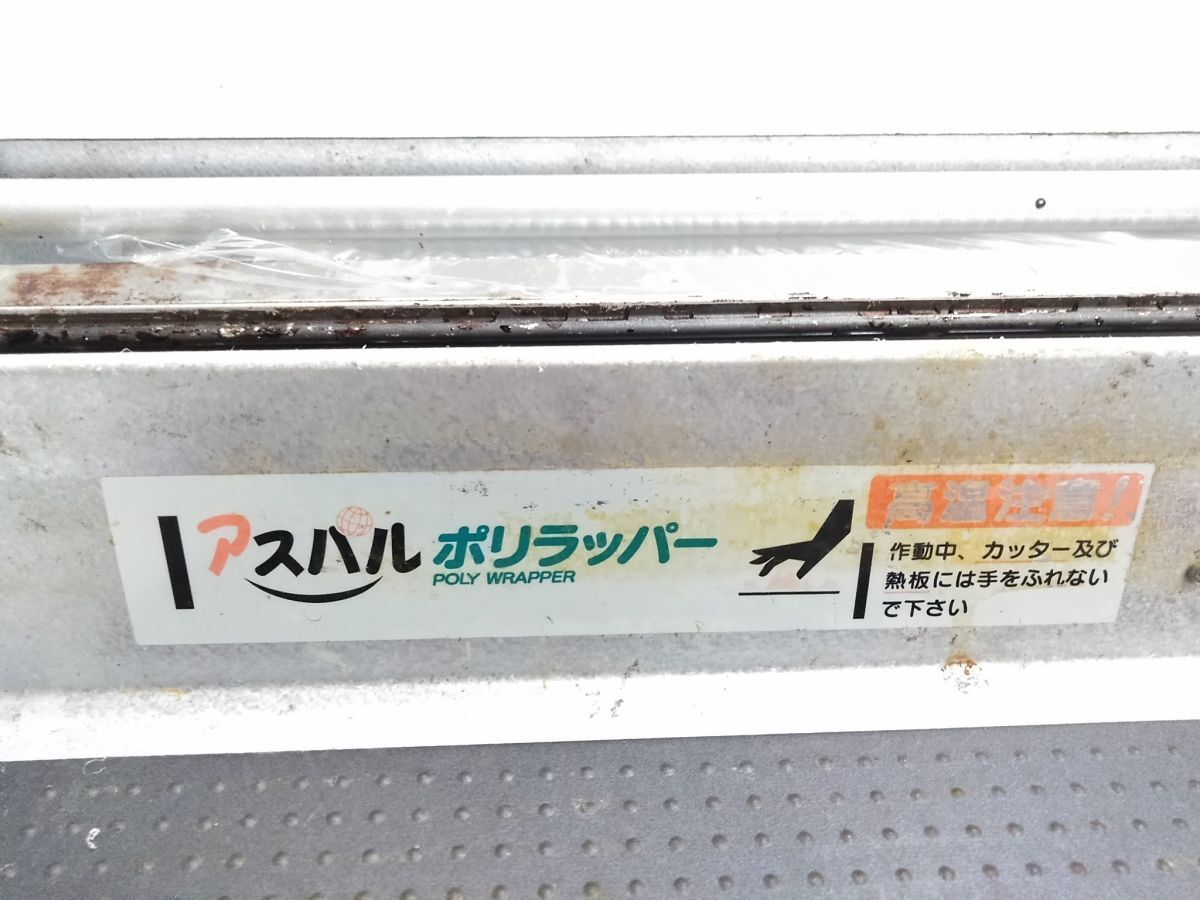 アスパル ポリラッパー
POLY WRAPPER
高温注意!
作動中、カッター及び
熱板には手をふれない
で下さい